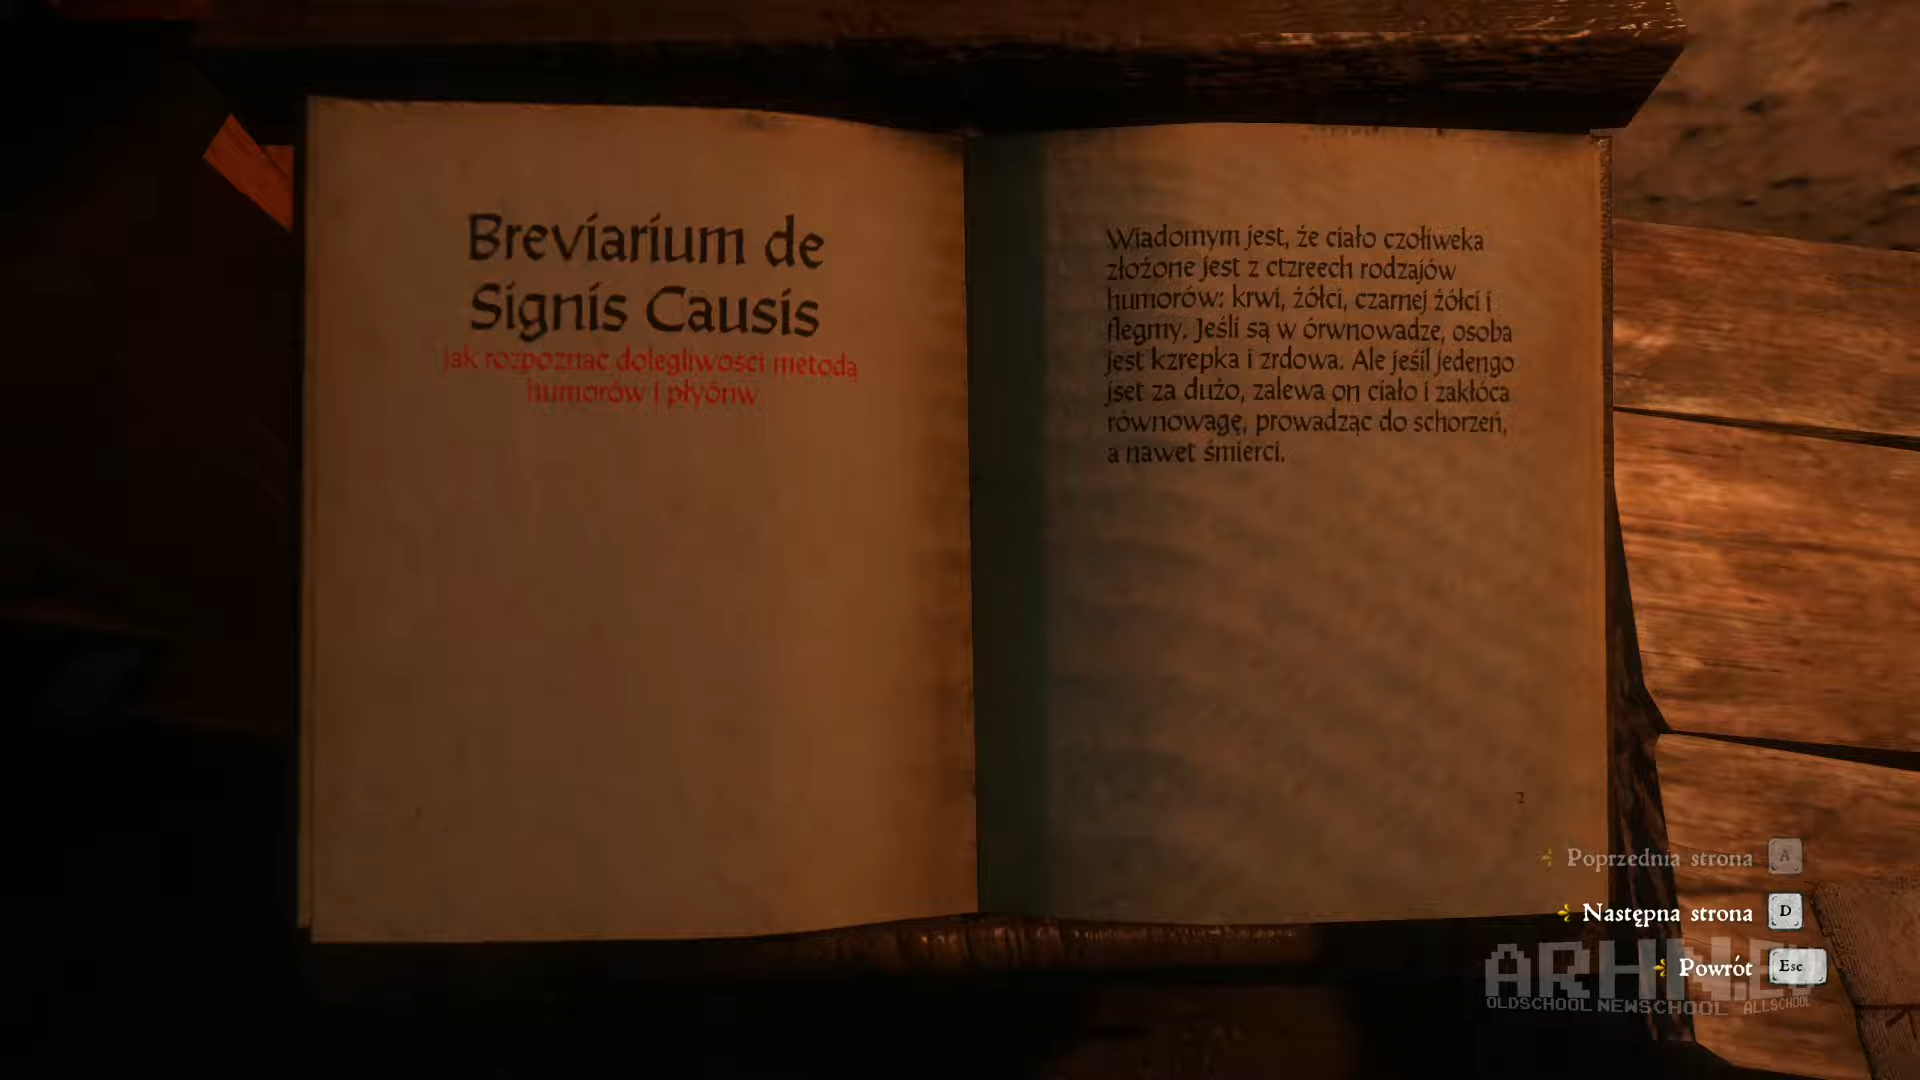 Breviarium de
Signis Causis
Jak rozpoznać dolegliwości metodą
humorów i płyónw
Wiadomym jest, że ciało czołiweka
złożone jest z ctzreech rodzajów
humorów: krwi, żółci, czarnej żółci i
flegmy. Jeśli są w órwnowadze, osoba
jest kzrepka i zrdowa. Ale jeśil jedengo
jset za dużo, zalewa on ciało i zakłóca
równowagę, prowadząc do schorzeń,
a nawet śmierci.
2
Poprzednia strona A
Następna strona D
Powrót Esc
ARHN.EU
OLDSCHOOL NEWSCHOOL ALLSCHOOL